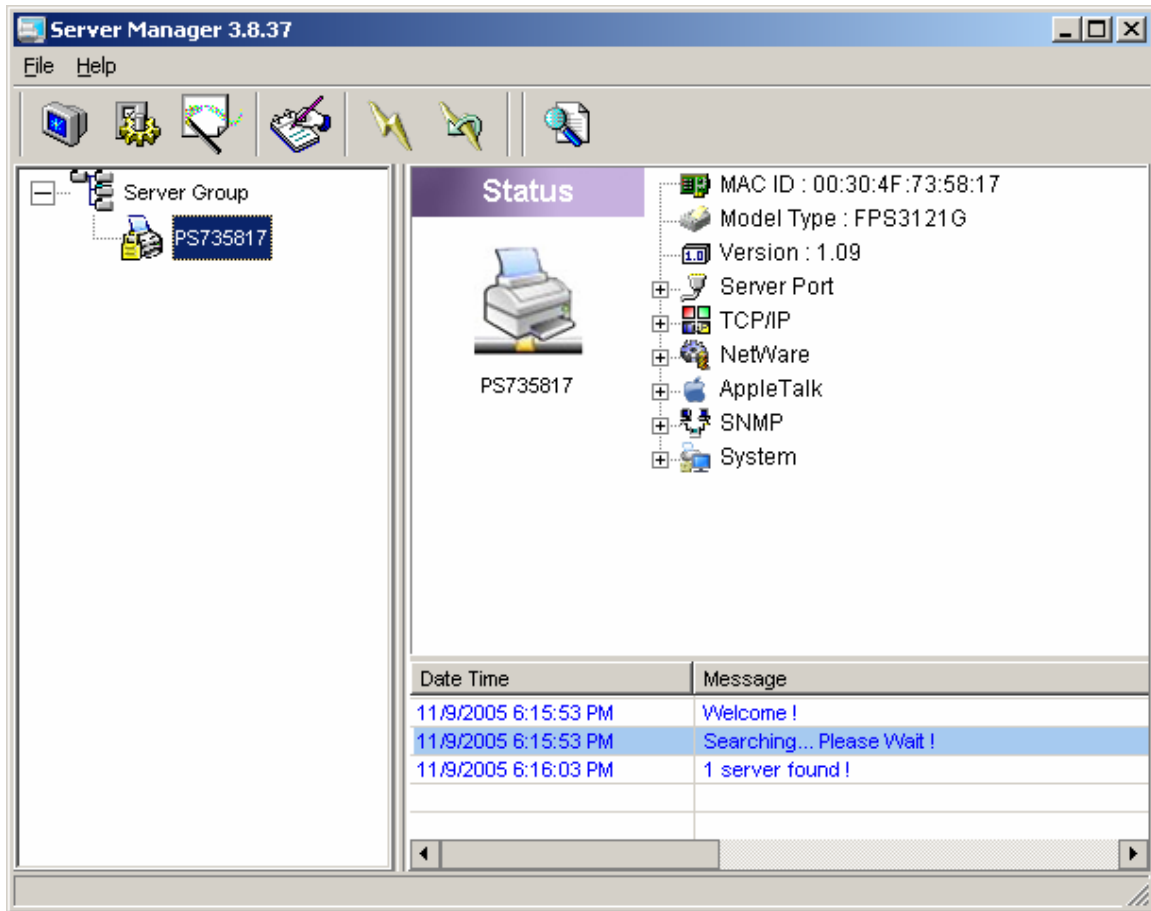 Server Manager 3.8.37
File Help
Server Group
PS735817
Status
PS735817
MAC ID : 00:30:4F:73:58:17
Model Type : FPS3121G
1.0 Version : 1.09
Server Port
TCP/IP
NetWare
AppleTalk
SNMP
System
Date Time Message
11/9/2005 6:15:53 PM Welcome !
11/9/2005 6:15:53 PM Searching... Please Wait !
11/9/2005 6:16:03 PM 1 server found !